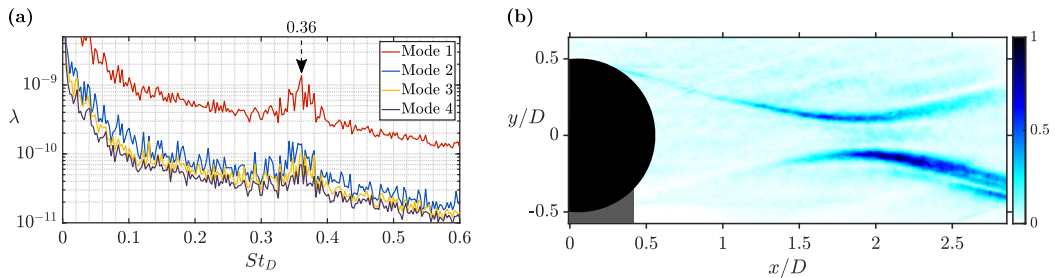 (a)
0.36
Mode 1
Mode 2
Mode 3
Mode 4
10⁻⁹
λ
10⁻¹⁰
10⁻¹¹
0 0.1 0.2 0.3 0.4 0.5 0.6
St_D
(b)
0.5
y/D
0
-0.5
0 0.5 1 1.5 2 2.5
x/D
1
0.5
0